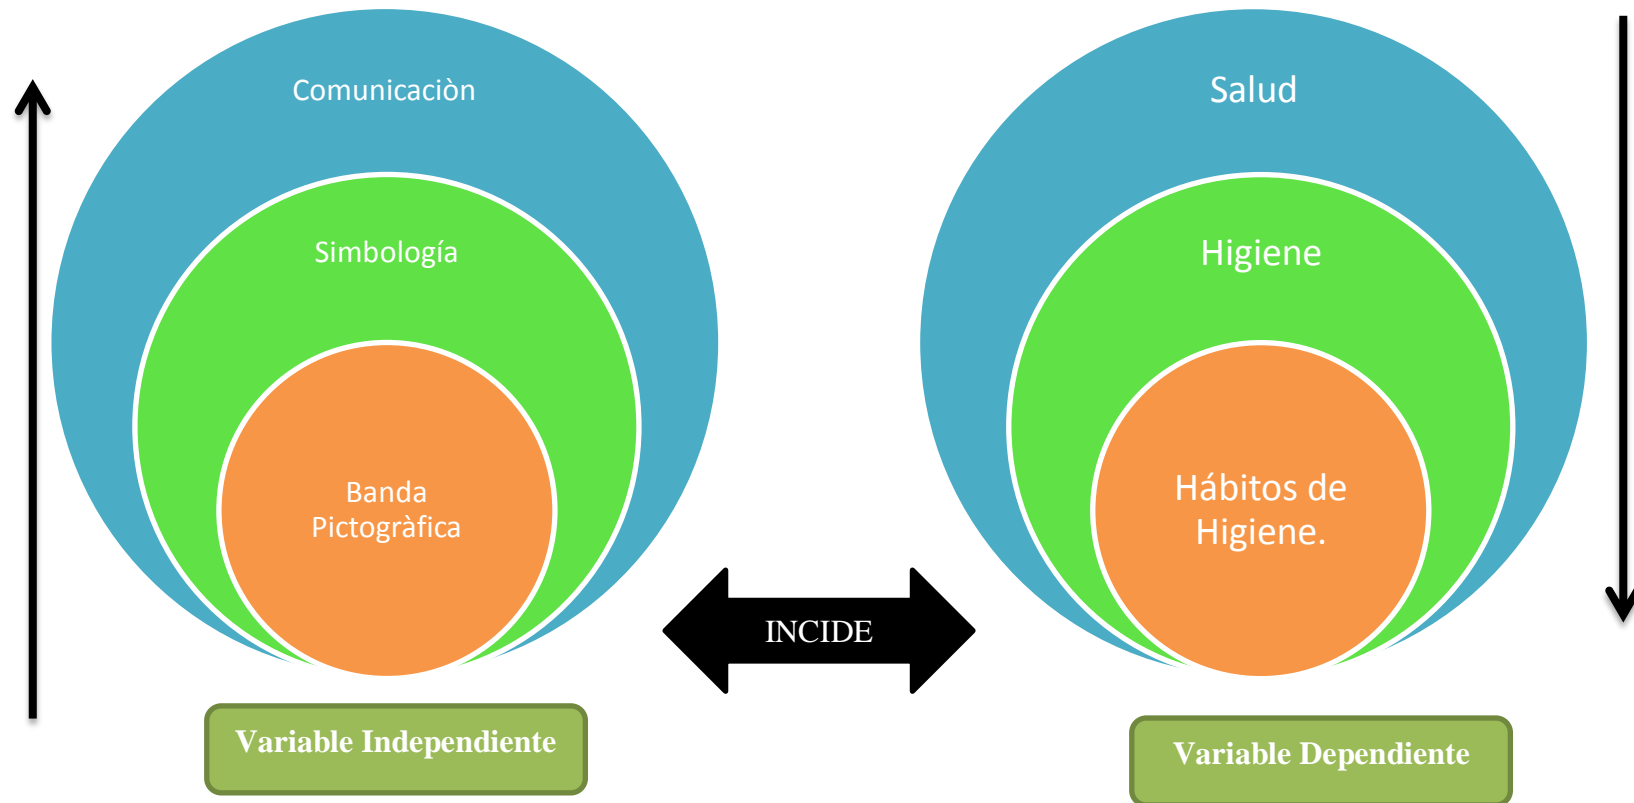 Comunicaciòn
Simbología
Banda
Pictogràfica
Variable Independiente
INCIDE
Salud
Higiene
Hábitos de
Higiene.
Variable Dependiente